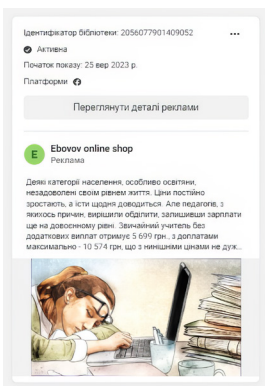 Ідентифікатор бібліотеки: 2056077901409052
Активна
Початок показу: 25 вер 2023 р.
Платформи
Переглянути деталі реклами
E
Ebovov online shop
Реклама
Деякі категорії населення, особливо освітяни,
незадоволені своїм рівнем життя. Ціни постійно
зростають, а їсти щодня доводиться. Але педагогів, з
якихось причин, вирішили обділити, залишивши зарплати
ще на довоєнному рівні. Звичайний учитель без
додаткових виплат отримує 5 699 грн., з доплатами
максимально - 10 574 грн, що з нинішніми цінами не дуж...